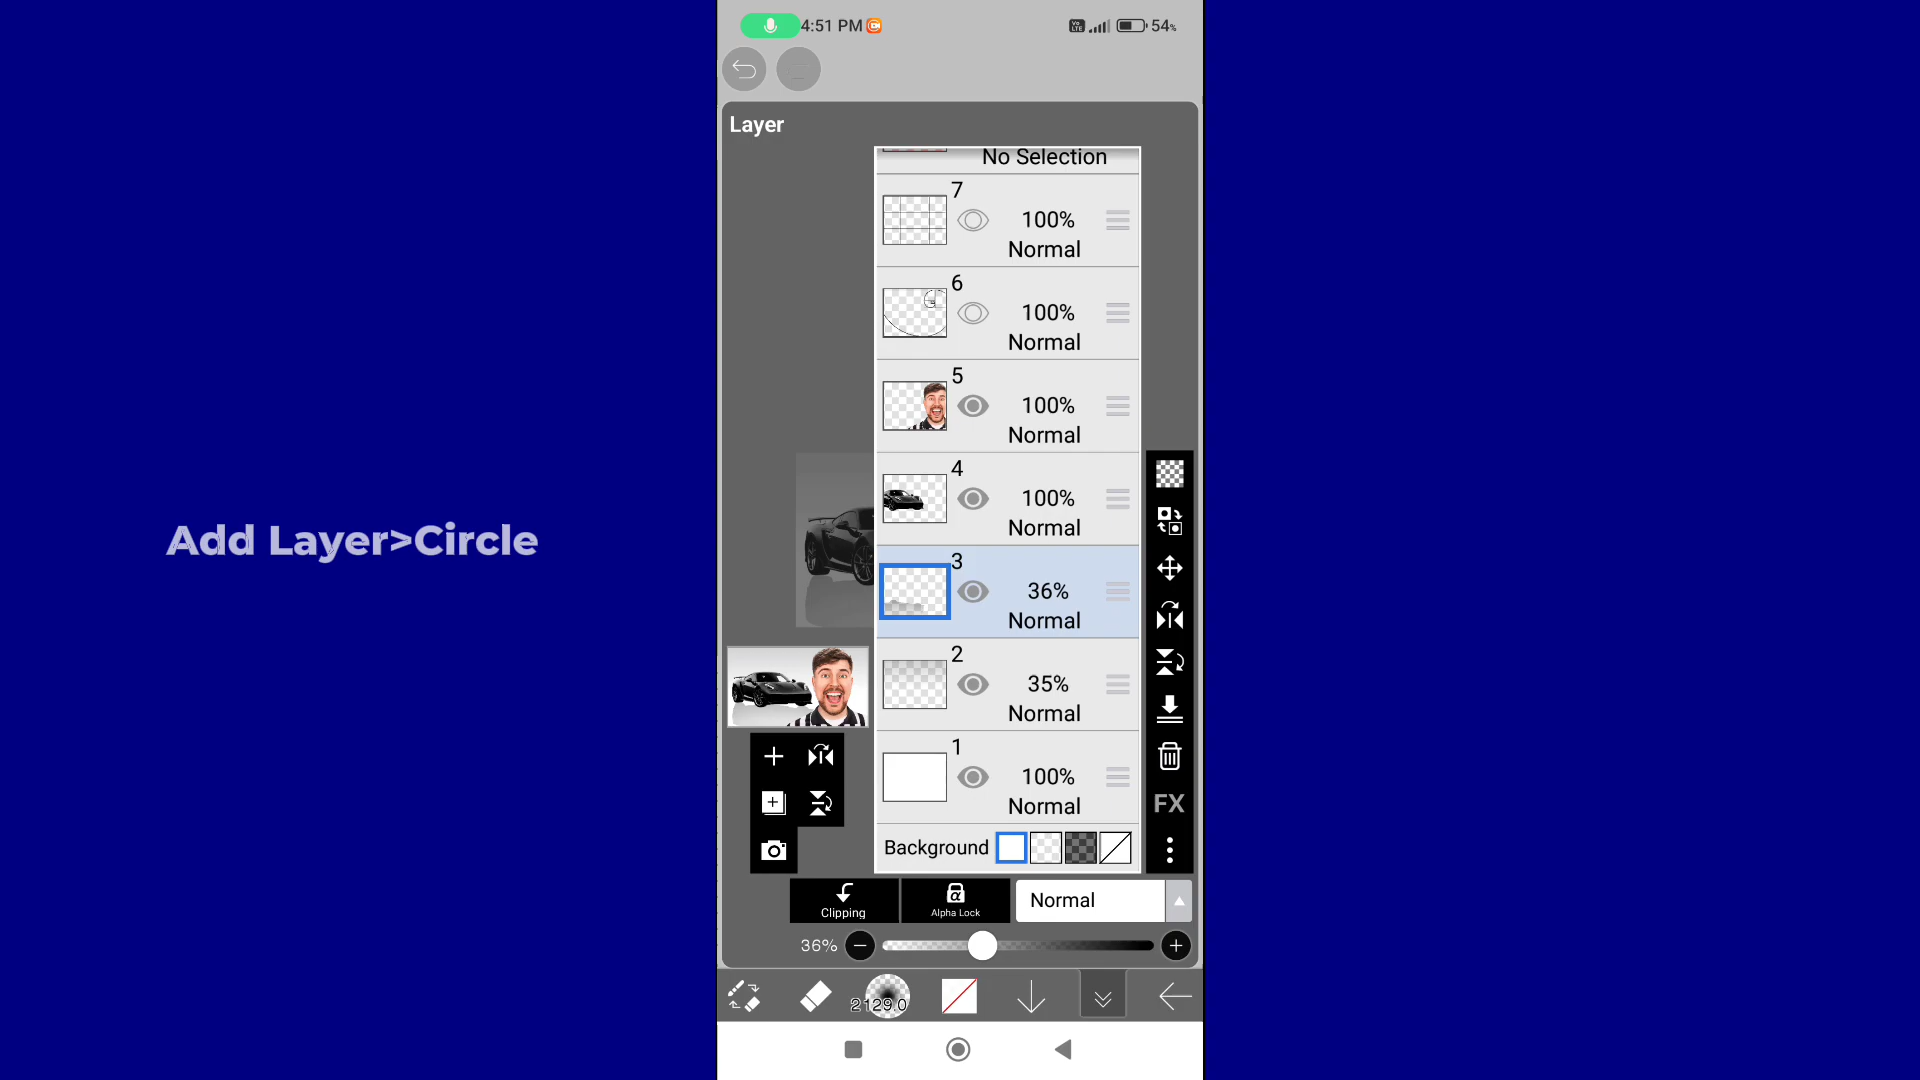 4:51 PM
Vo LTE
54%
Layer
No Selection
7
100%
Normal
6
100%
Normal
5
100%
Normal
4
100%
Normal
3
36%
Normal
2
35%
Normal
1
100%
Normal
Background
FX
Clipping
α
Alpha Lock
Normal
36%
2129.0
Add Layer>Circle